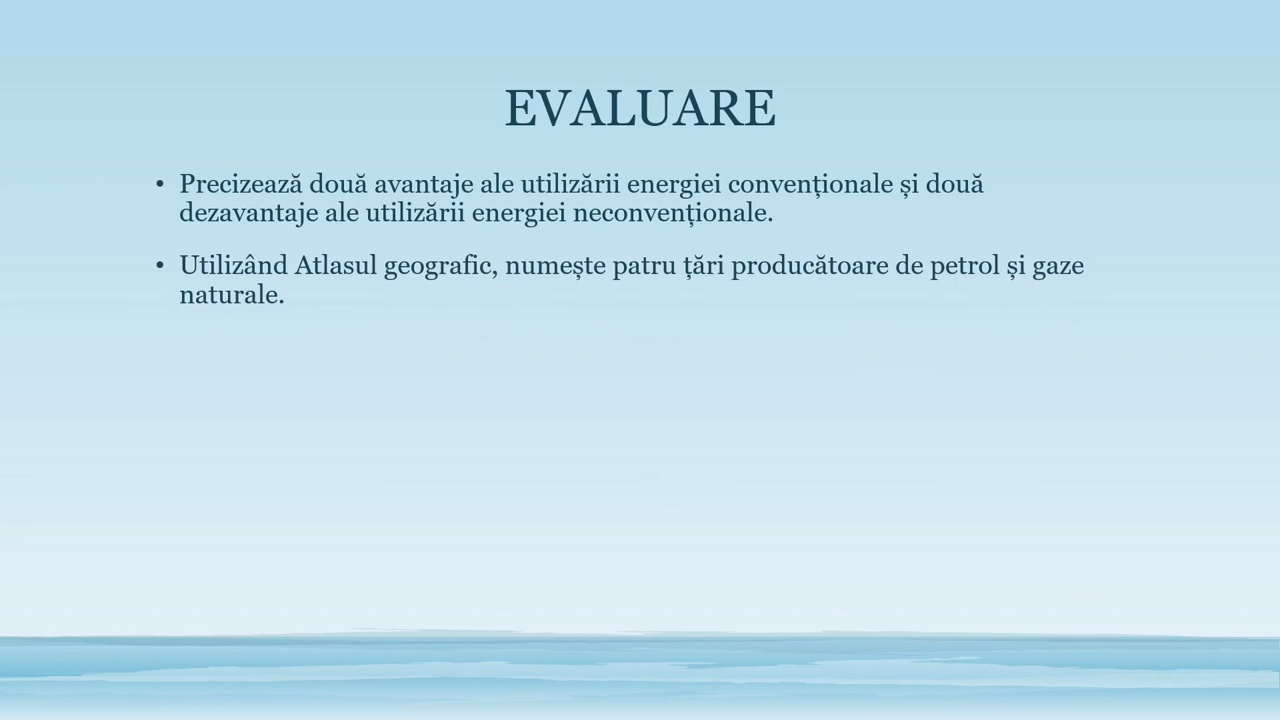 EVALUARE
• Precizează două avantaje ale utilizării energiei convenționale și două
dezavantaje ale utilizării energiei neconvenționale.
• Utilizând Atlasul geografic, numește patru țări producătoare de petrol și gaze
naturale.